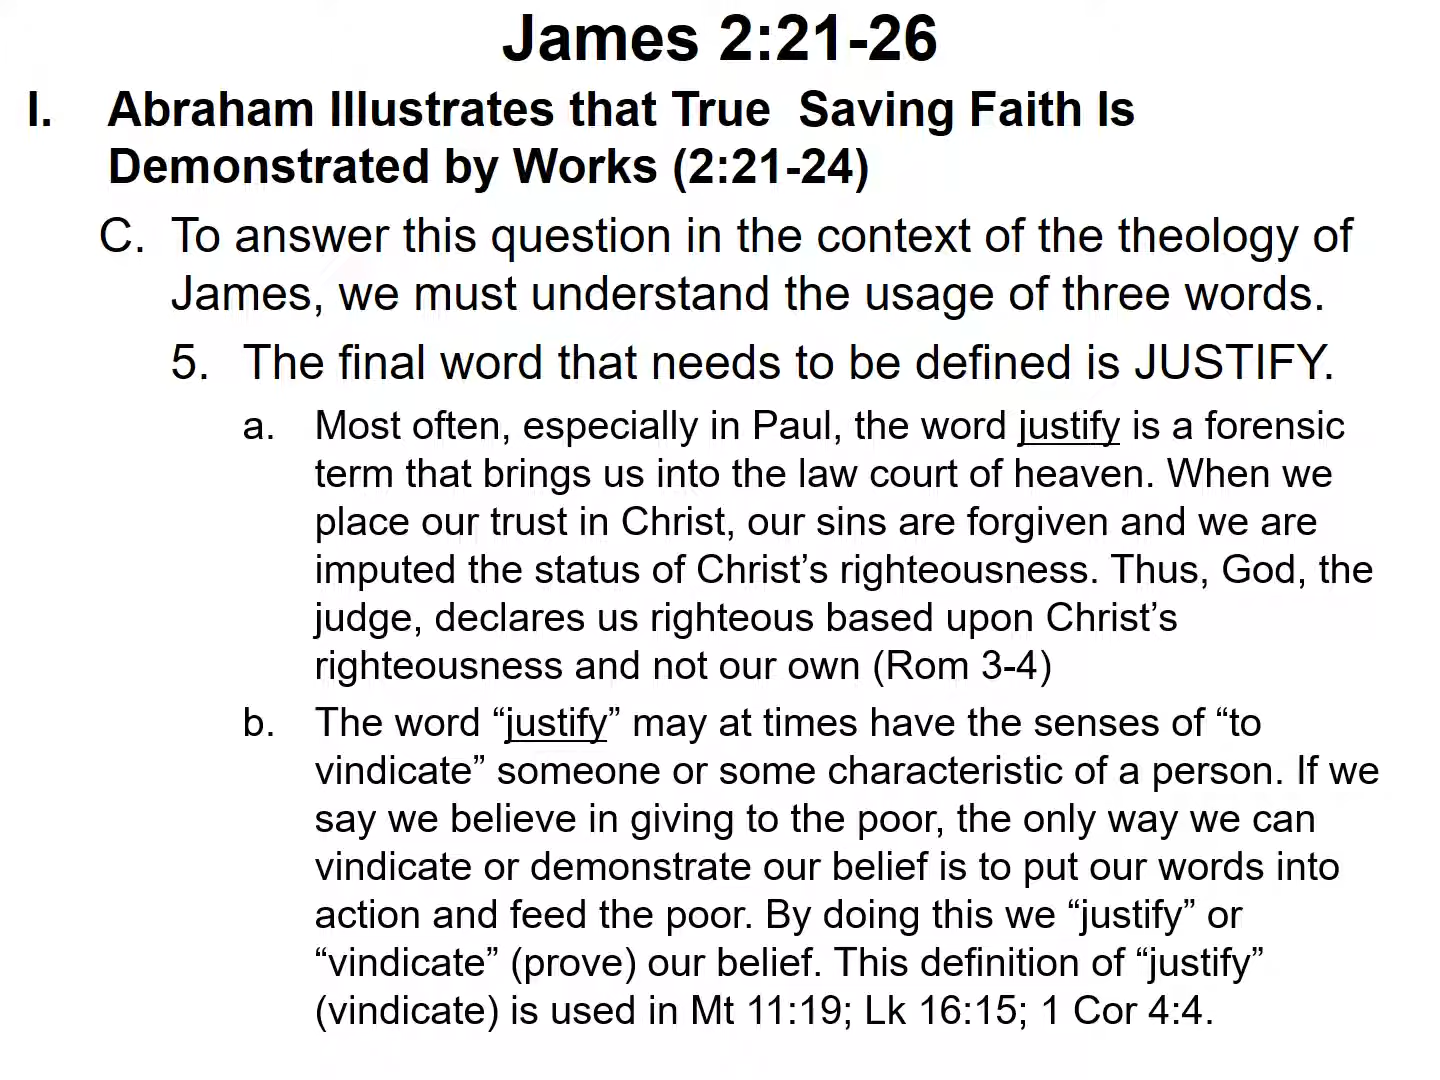 James 2:21-26
I. Abraham Illustrates that True  Saving Faith Is
Demonstrated by Works (2:21-24)
C. To answer this question in the context of the theology of
James, we must understand the usage of three words.
5. The final word that needs to be defined is JUSTIFY.
a. Most often, especially in Paul, the word justify is a forensic
term that brings us into the law court of heaven. When we
place our trust in Christ, our sins are forgiven and we are
imputed the status of Christ’s righteousness. Thus, God, the
judge, declares us righteous based upon Christ’s
righteousness and not our own (Rom 3-4)
b. The word “justify” may at times have the senses of “to
vindicate” someone or some characteristic of a person. If we
say we believe in giving to the poor, the only way we can
vindicate or demonstrate our belief is to put our words into
action and feed the poor. By doing this we “justify” or
“vindicate” (prove) our belief. This definition of “justify”
(vindicate) is used in Mt 11:19; Lk 16:15; 1 Cor 4:4.